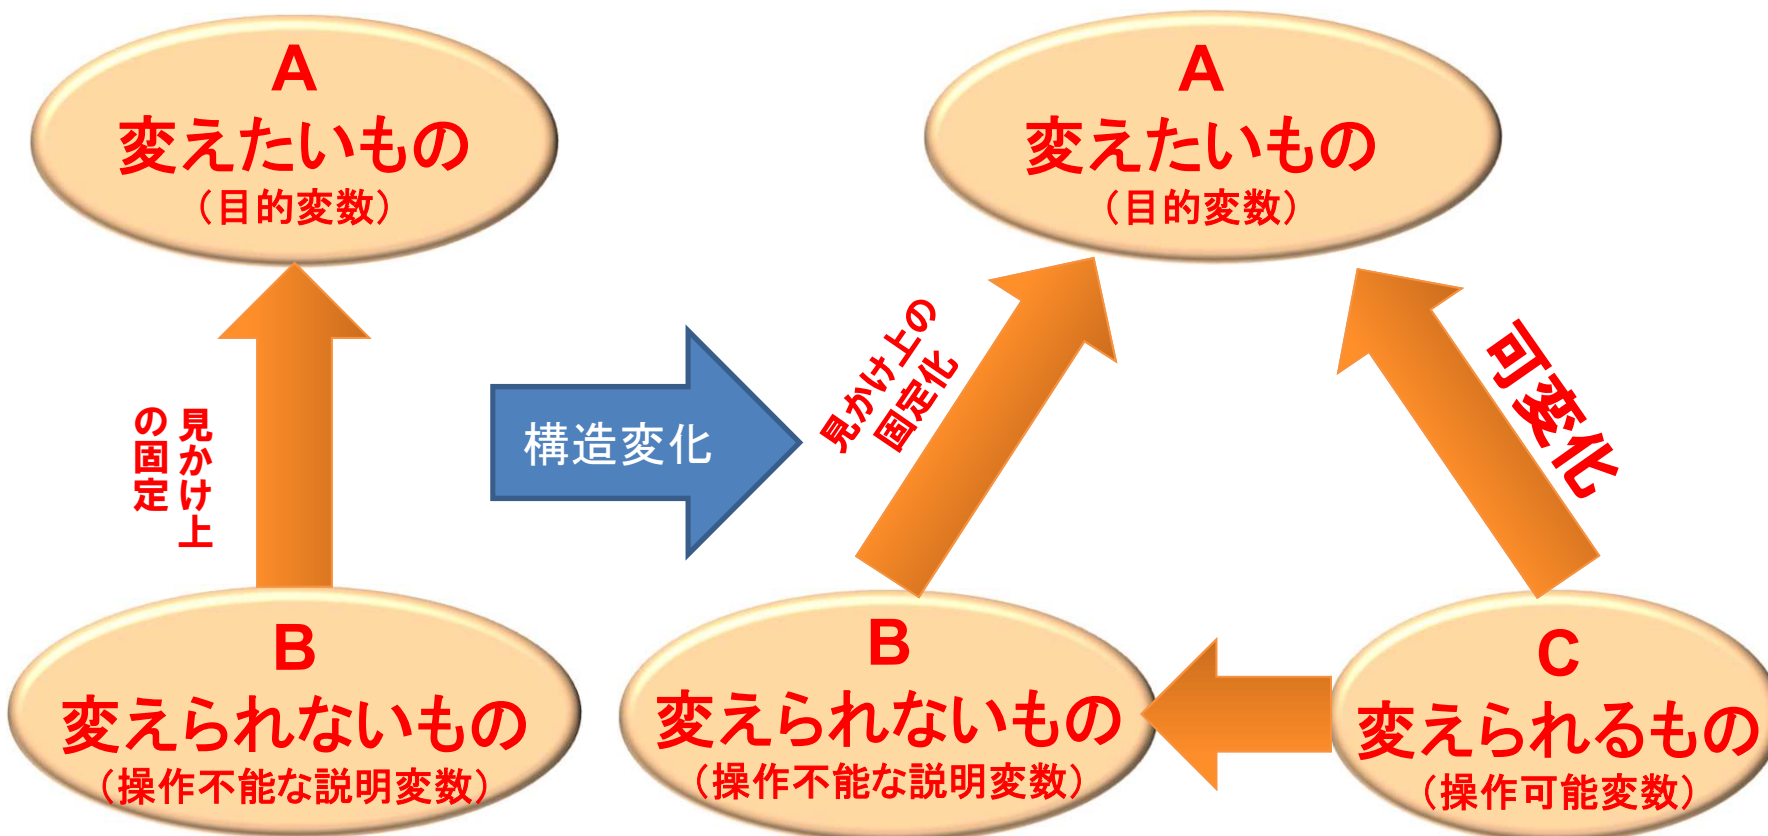 A
変えたいもの
（目的変数）
見かけ上
の固定
B
変えられないもの
（操作不能な説明変数）
構造変化
A
変えたいもの
（目的変数）
見かけ上の
固定化
可変化
B
変えられないもの
（操作不能な説明変数）
C
変えられるもの
（操作可能変数）